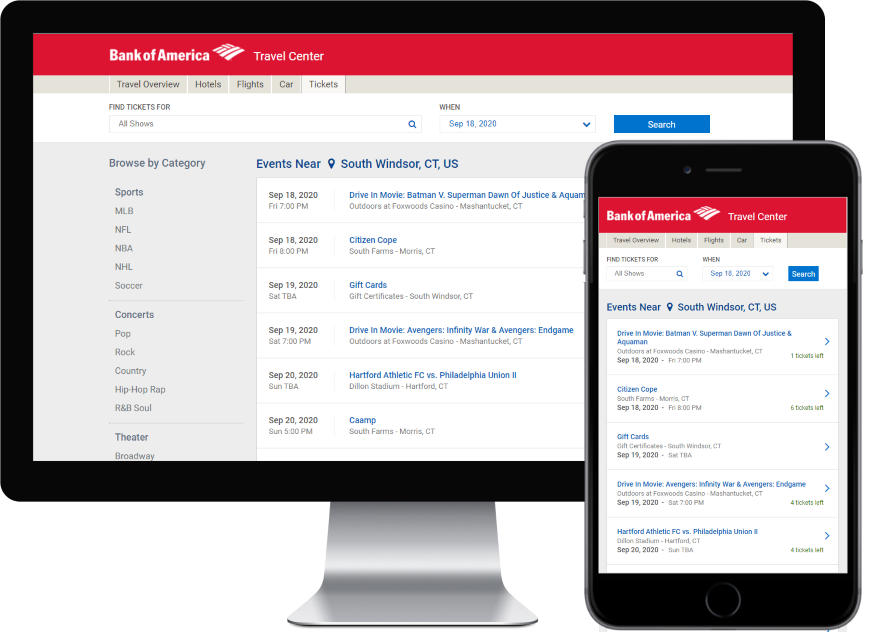 Bank of America Travel Center
Travel Overview Hotels Flights Car Tickets
FIND TICKETS FOR WHEN
All Shows Sep 18, 2020 Search
Browse by Category
Sports
MLB
NFL
NBA
NHL
Soccer
Concerts
Pop
Rock
Country
Hip-Hop Rap
R&B Soul
Theater
Broadway
Events Near South Windsor, CT, US
Sep 18, 2020 Drive In Movie: Batman V. Superman Dawn Of Justice & Aquam
Fri 7:00 PM Outdoors at Foxwoods Casino - Mashantucket, CT
Sep 18, 2020 Citizen Cope
Fri 8:00 PM South Farms - Morris, CT
Sep 19, 2020 Gift Cards
Sat TBA Gift Certificates - South Windsor, CT
Sep 19, 2020 Drive In Movie: Avengers: Infinity War & Avengers: Endgame
Sat 7:00 PM Outdoors at Foxwoods Casino - Mashantucket, CT
Sep 20, 2020 Hartford Athletic FC vs. Philadelphia Union II
Sun TBA Dillon Stadium - Hartford, CT
Sep 20, 2020 Caamp
Sun 5:00 PM South Farms - Morris, CT
Bank of America Travel Center
Travel Overview Hotels Flights Car Tickets
FIND TICKETS FOR WHEN
All Shows Sep 18, 2020 Search
Events Near South Windsor, CT, US
Drive In Movie: Batman V. Superman Dawn Of Justice &
Aquaman
Outdoors at Foxwoods Casino - Mashantucket, CT
Sep 18, 2020 - Fri 7:00 PM 1 tickets left
Citizen Cope
South Farms - Morris, CT
Sep 18, 2020 - Fri 8:00 PM 6 tickets left
Gift Cards
Gift Certificates - South Windsor, CT
Sep 19, 2020 - Sat TBA
Drive In Movie: Avengers: Infinity War & Avengers: Endgame
Outdoors at Foxwoods Casino - Mashantucket, CT
Sep 19, 2020 - Sat 7:00 PM 4 tickets left
Hartford Athletic FC vs. Philadelphia Union II
Dillon Stadium - Hartford, CT
Sep 20, 2020 - Sun TBA 4 tickets left